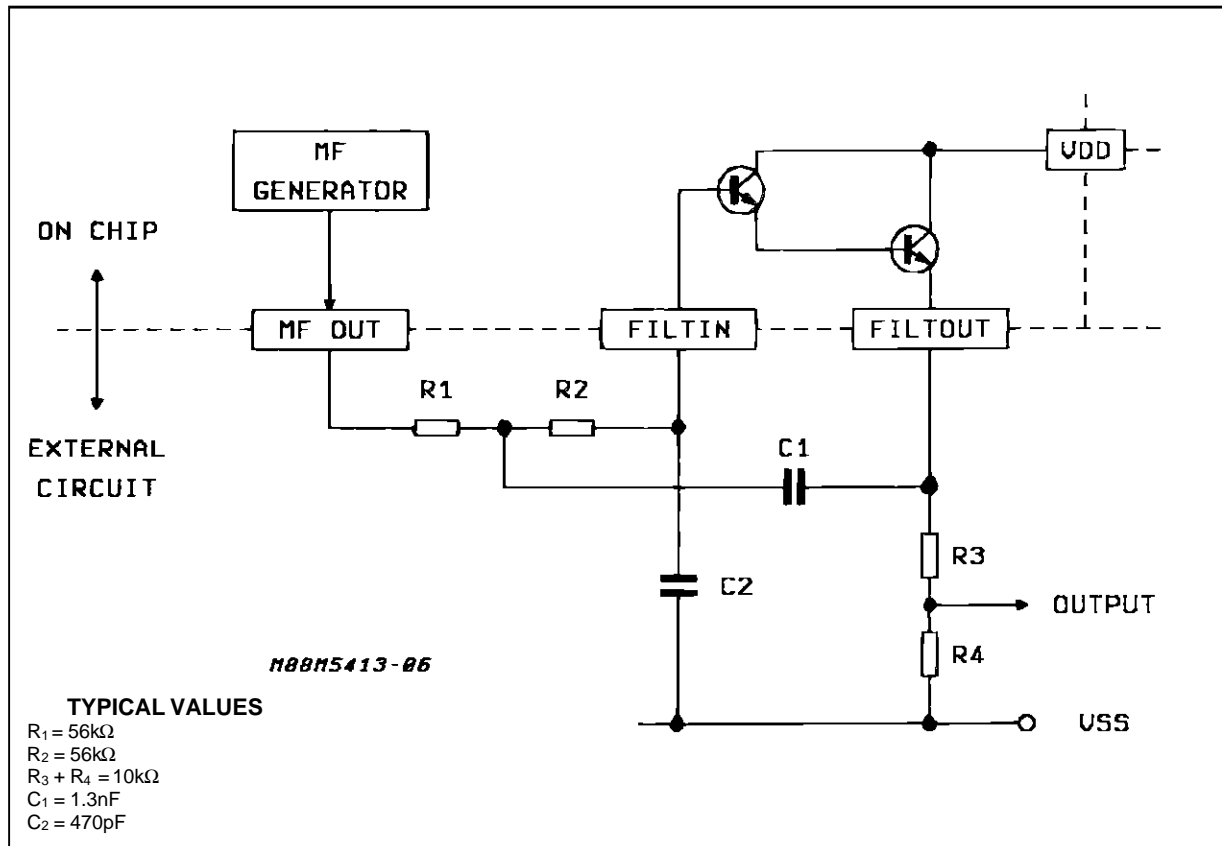 MF
GENERATOR
VDD
ON CHIP
MF OUT
FILTIN
FILTOUT
R1
R2
EXTERNAL
CIRCUIT
C1
R3
C2
OUTPUT
R4
M88M5413-06
VSS
TYPICAL VALUES
R₁ = 56kΩ
R₂ = 56kΩ
R₃ + R₄ = 10kΩ
C₁ = 1.3nF
C₂ = 470pF